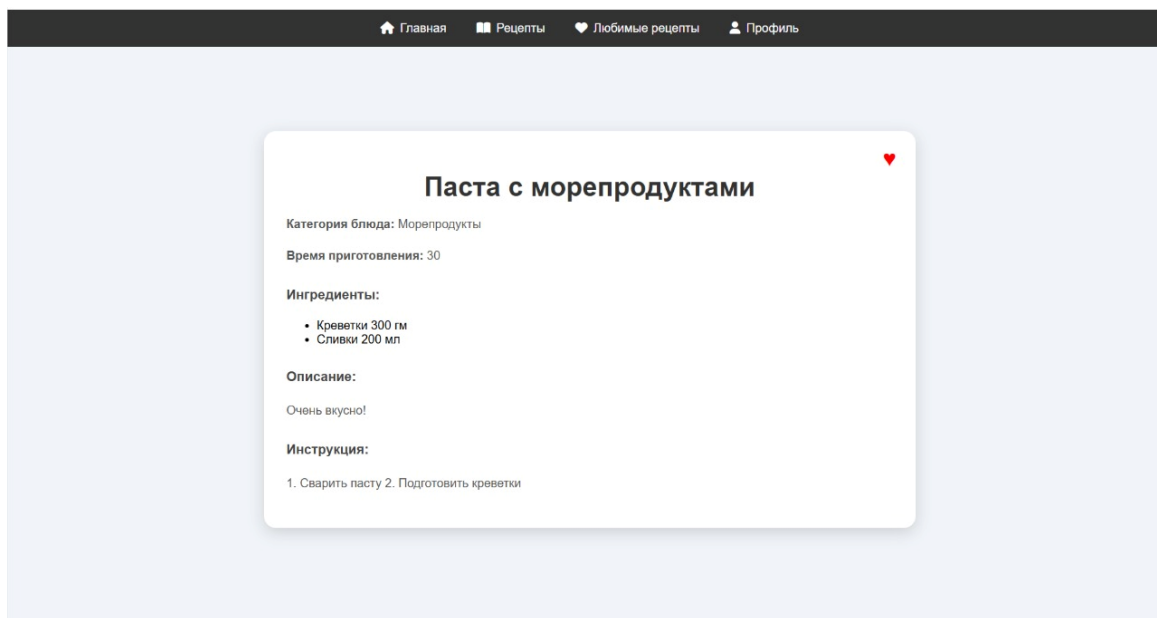 Главная Рецепты Любимые рецепты Профиль
Паста с морепродуктами
Категория блюда: Морепродукты
Время приготовления: 30
Ингредиенты:
• Креветки 300 гм
• Сливки 200 мл
Описание:
Очень вкусно!
Инструкция:
1. Сварить пасту 2. Подготовить креветки